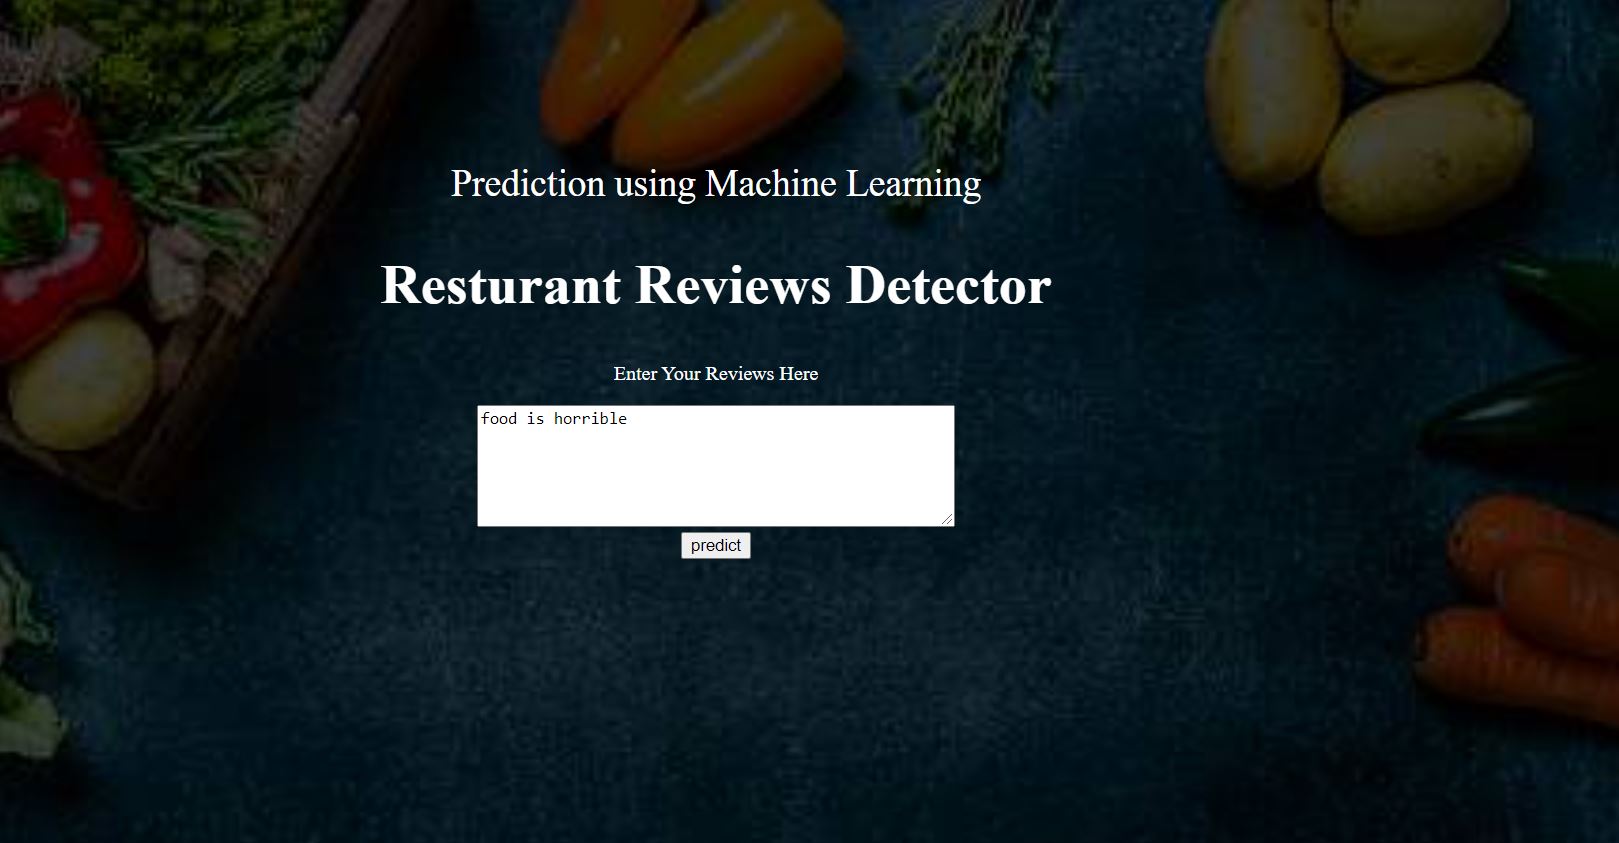 Prediction using Machine Learning
Resturant Reviews Detector
Enter Your Reviews Here
food is horrible
predict